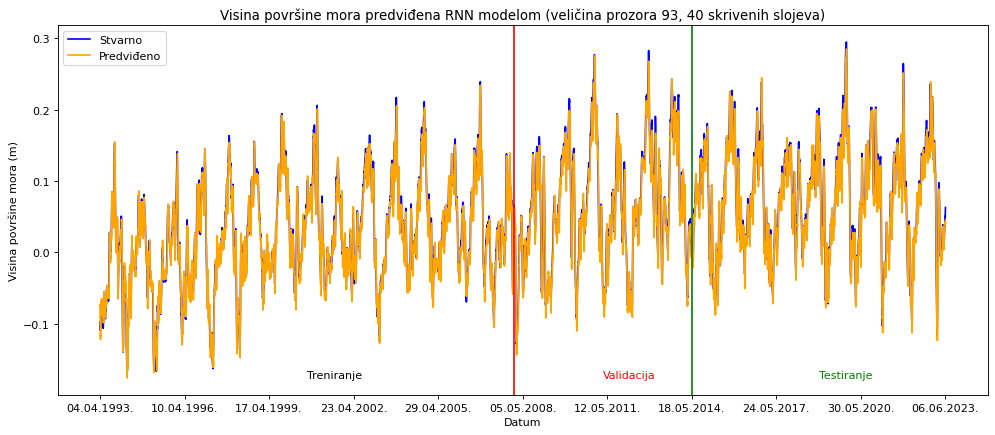 Visina površine mora predviđena RNN modelom (veličina prozora 93, 40 skrivenih slojeva)
Stvarno
Predviđeno
0.3
0.2
0.1
0.0
−0.1
Visina površine mora (m)
Treniranje
Validacija
Testiranje
04.04.1993. 10.04.1996. 17.04.1999. 23.04.2002. 29.04.2005. 05.05.2008. 12.05.2011. 18.05.2014. 24.05.2017. 30.05.2020. 06.06.2023.
Datum